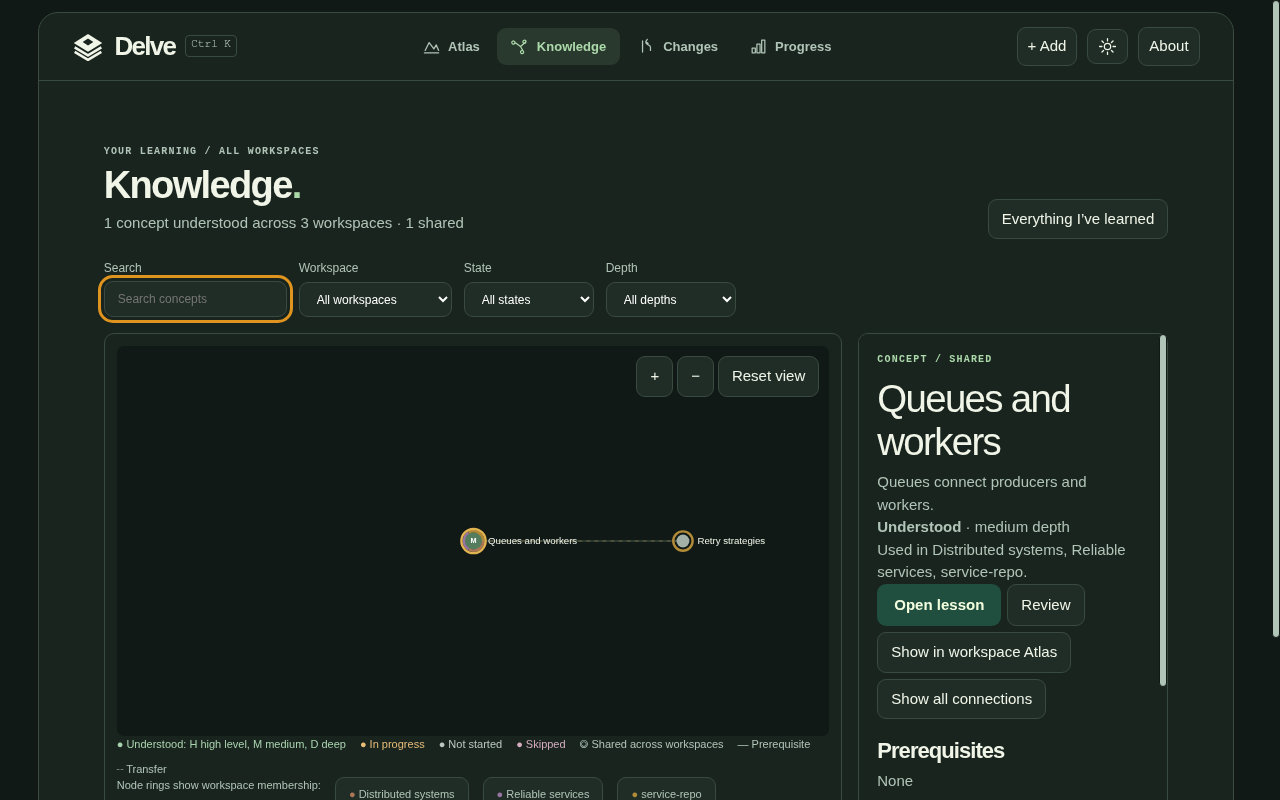 Delve Ctrl K Atlas Knowledge Changes Progress + Add About
YOUR LEARNING / ALL WORKSPACES
Knowledge.
1 concept understood across 3 workspaces · 1 shared
Everything I've learned
Search Workspace State Depth
Search concepts All workspaces All states All depths
+ − Reset view
M Queues and workers Retry strategies
● Understood: H high level, M medium, D deep ● In progress ● Not started ● Skipped ◎ Shared across workspaces — Prerequisite
-- Transfer
Node rings show workspace membership: ● Distributed systems ● Reliable services ● service-repo
CONCEPT / SHARED
Queues and
workers
Queues connect producers and
workers.
Understood · medium depth
Used in Distributed systems, Reliable
services, service-repo.
Open lesson Review
Show in workspace Atlas
Show all connections
Prerequisites
None